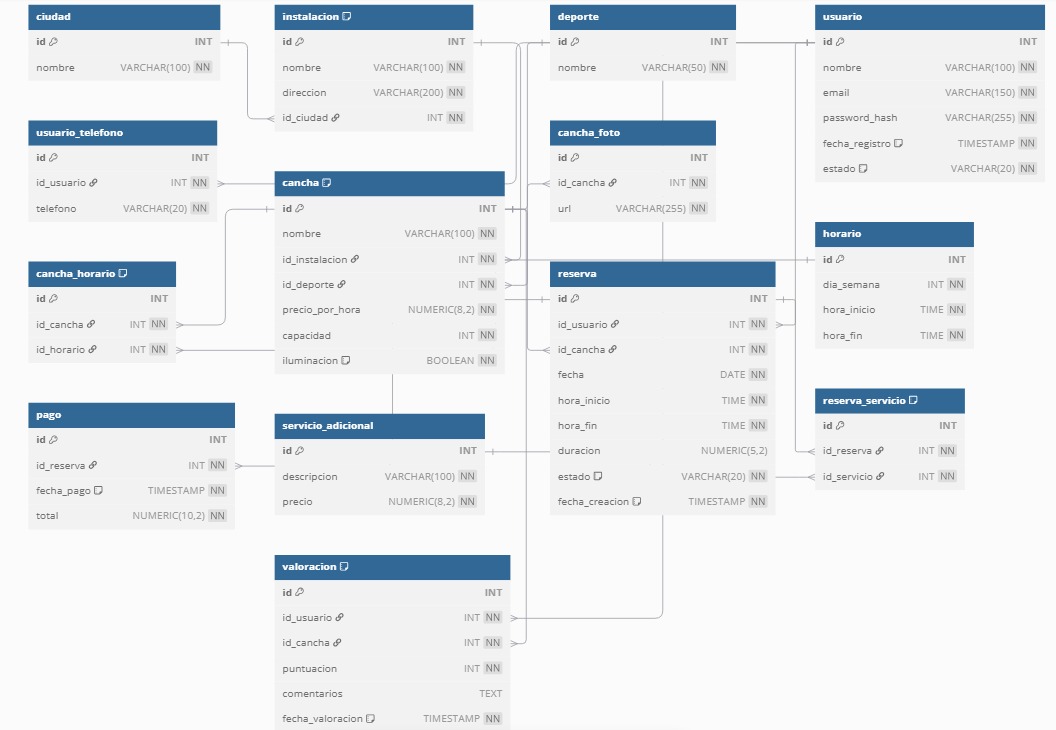 ciudad
id INT
nombre VARCHAR(100) NN
instalacion
id INT
nombre VARCHAR(100) NN
direccion VARCHAR(200) NN
id_ciudad INT NN
deporte
id INT
nombre VARCHAR(50) NN
usuario
id INT
nombre VARCHAR(100) NN
email VARCHAR(150) NN
password_hash VARCHAR(255) NN
fecha_registro TIMESTAMP NN
estado VARCHAR(20) NN
usuario_telefono
id INT
id_usuario INT NN
telefono VARCHAR(20) NN
cancha
id INT
nombre VARCHAR(100) NN
id_instalacion INT NN
id_deporte INT NN
precio_por_hora NUMERIC(8,2) NN
capacidad INT NN
iluminacion BOOLEAN NN
cancha_foto
id INT
id_cancha INT NN
url VARCHAR(255) NN
horario
id INT
dia_semana INT NN
hora_inicio TIME NN
hora_fin TIME NN
cancha_horario
id INT
id_cancha INT NN
id_horario INT NN
reserva
id INT
id_usuario INT NN
id_cancha INT NN
fecha DATE NN
hora_inicio TIME NN
hora_fin TIME NN
duracion NUMERIC(5,2)
estado VARCHAR(20) NN
fecha_creacion TIMESTAMP NN
reserva_servicio
id INT
id_reserva INT NN
id_servicio INT NN
pago
id INT
id_reserva INT NN
fecha_pago TIMESTAMP NN
total NUMERIC(10,2) NN
servicio_adicional
id INT
descripcion VARCHAR(100) NN
precio NUMERIC(8,2) NN
valoracion
id INT
id_usuario INT NN
id_cancha INT NN
puntuacion INT NN
comentarios TEXT
fecha_valoracion TIMESTAMP NN